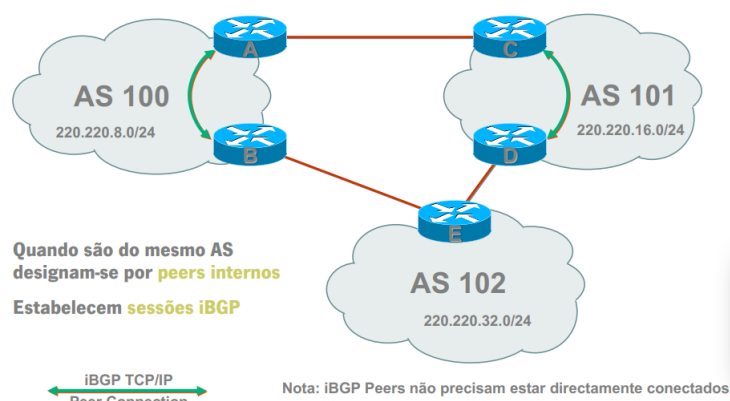 A
C
AS 100
220.220.8.0/24
AS 101
220.220.16.0/24
B
D
E
Quando são do mesmo AS
designam-se por peers internos
Estabelecem sessões iBGP
AS 102
220.220.32.0/24
iBGP TCP/IP
Peer Connection
Nota: iBGP Peers não precisam estar directamente conectados